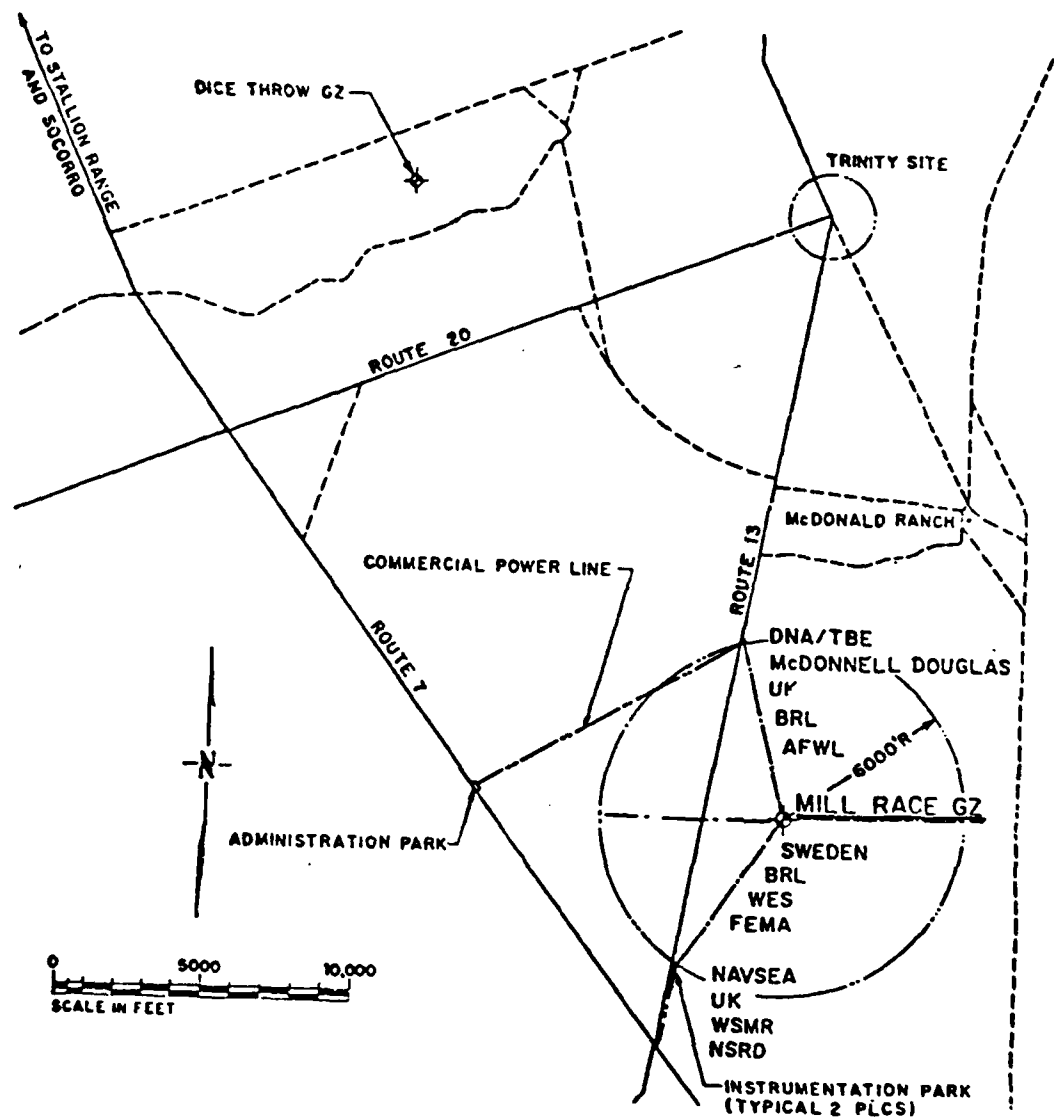 TO STALLION RANGE
AND SOCORRO
DICE THROW GZ
TRINITY SITE
ROUTE 20
McDONALD RANCH
ROUTE 13
COMMERCIAL POWER LINE
ROUTE 7
DNA/TBE
McDONNELL DOUGLAS
UK
BRL
AFWL
6000'R
N
MILL RACE GZ
ADMINISTRATION PARK
SWEDEN
BRL
WES
FEMA
0 5000 10,000
SCALE IN FEET
NAVSEA
UK
WSMR
NSRD
INSTRUMENTATION PARK
(TYPICAL 2 PLCS)